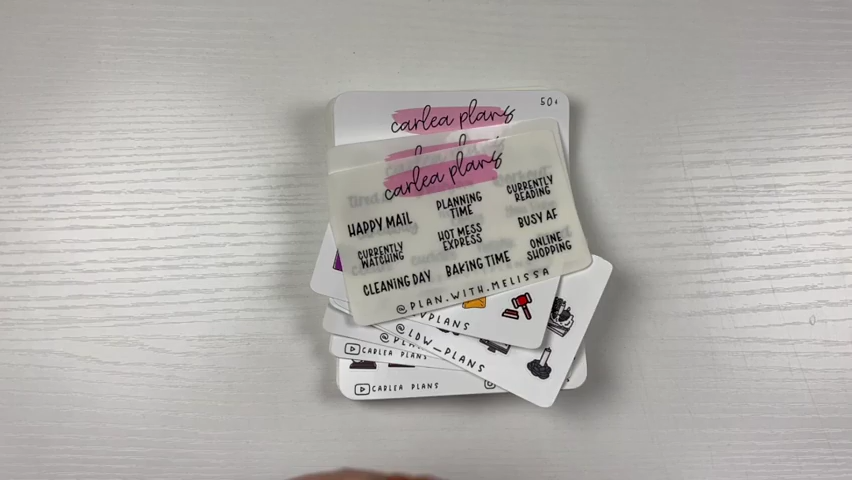 carlea plans
50¢
carlea plans
HAPPY MAIL
PLANNING
TIME
CURRENTLY
READING
CURRENTLY
WATCHING
HOT MESS
EXPRESS
BUSY AF
CLEANING DAY
BAKING TIME
ONLINE
SHOPPING
@PLAN.WITH.MELISSA
@LDW_PLANS
CARLEA PLANS
CARLEA PLANS